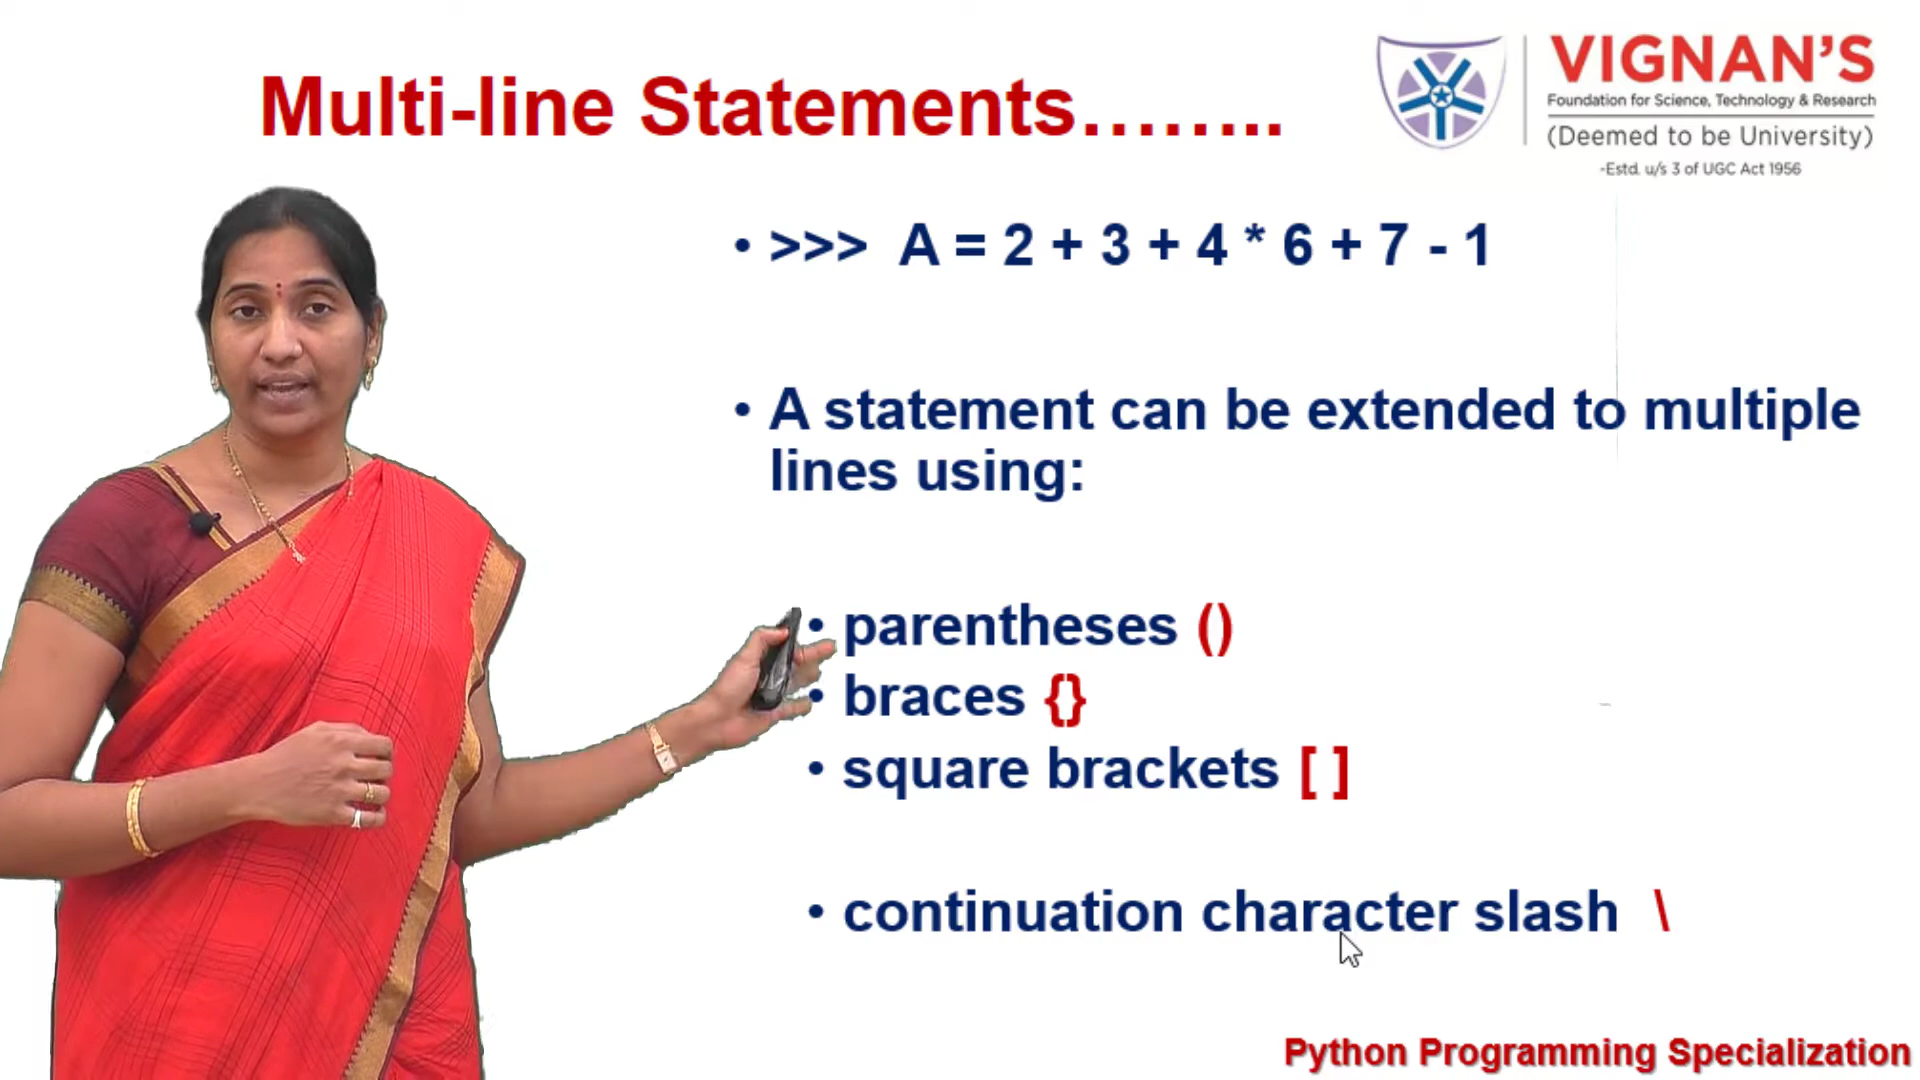 Multi-line Statements……..
VIGNAN'S
Foundation for Science, Technology & Research
(Deemed to be University)
-Estd. u/s 3 of UGC Act 1956
• >>> A = 2 + 3 + 4 * 6 + 7 - 1
• A statement can be extended to multiple
lines using:
• parentheses ()
• braces {}
• square brackets [ ]
• continuation character slash \
Python Programming Specialization